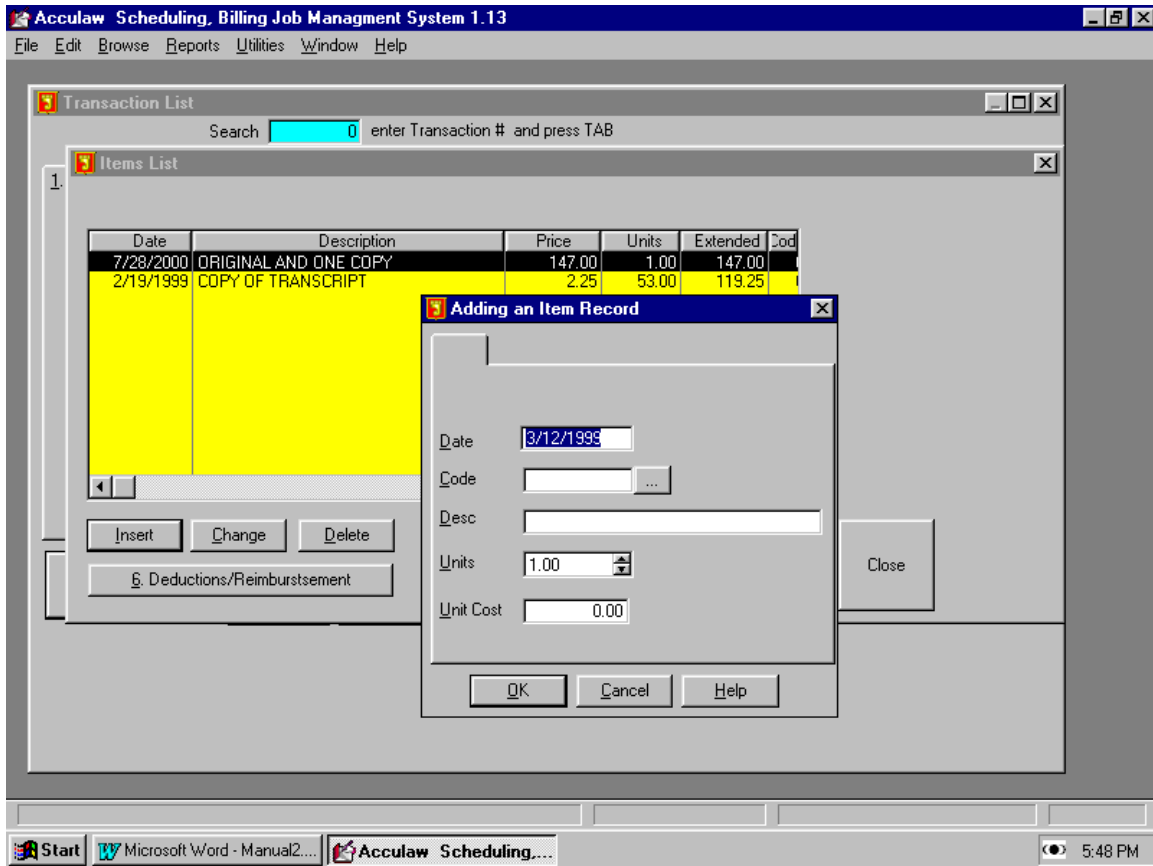 Acculaw Scheduling, Billing Job Managment System 1.13
File Edit Browse Reports Utilities Window Help
Transaction List
Search 0 enter Transaction # and press TAB
Items List
1.
Date Description Price Units Extended Cod
7/28/2000 ORIGINAL AND ONE COPY 147.00 1.00 147.00
2/19/1999 COPY OF TRANSCRIPT 2.25 53.00 119.25
Adding an Item Record
Date 3/12/1999
Code ...
Desc
Units 1.00
Unit Cost 0.00
OK Cancel Help
Insert Change Delete
6. Deductions/Reimburstsement
Close
Start Microsoft Word - Manual2.... Acculaw Scheduling,... 5:48 PM